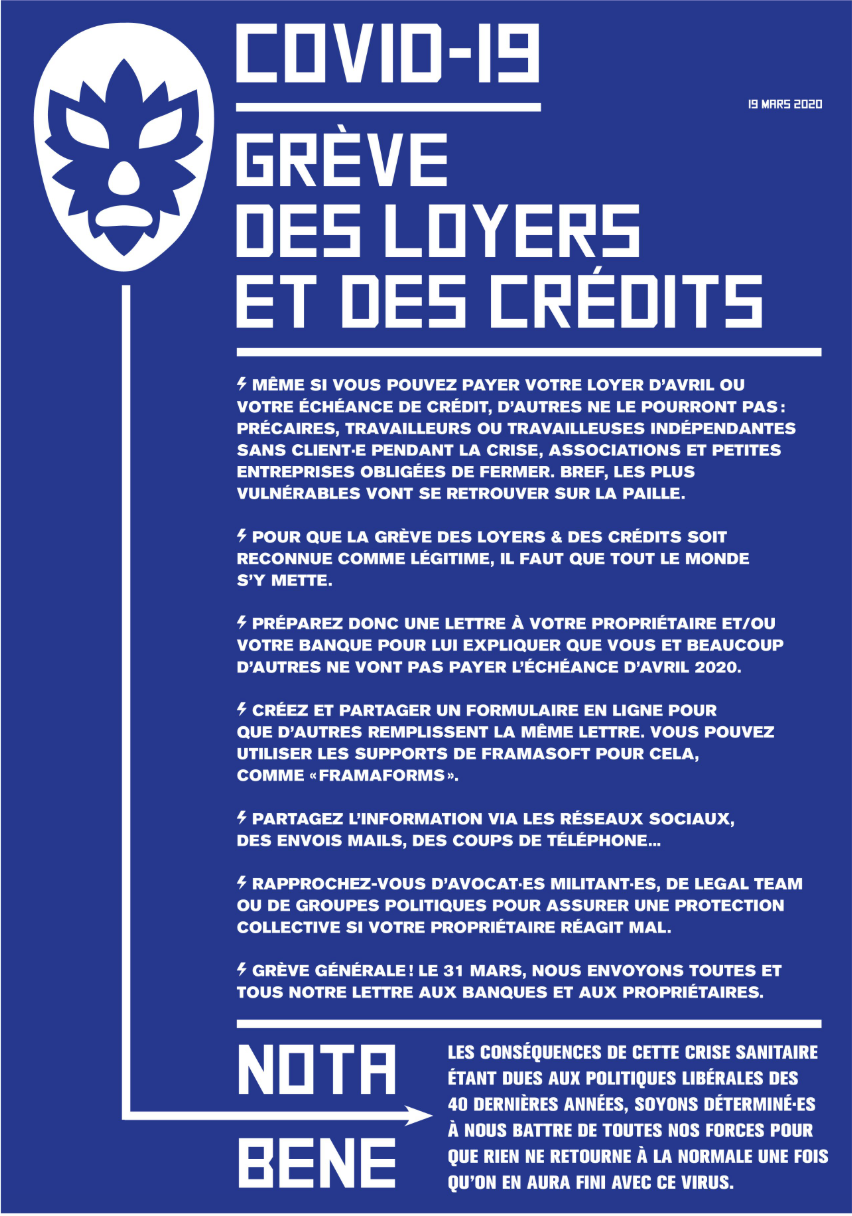 COVID-19
19 MARS 2020
GRÈVE
DES LOYERS
ET DES CRÉDITS
MÊME SI VOUS POUVEZ PAYER VOTRE LOYER D'AVRIL OU
VOTRE ÉCHÉANCE DE CRÉDIT, D'AUTRES NE LE POURRONT PAS :
PRÉCAIRES, TRAVAILLEURS OU TRAVAILLEUSES INDÉPENDANTES
SANS CLIENT·E PENDANT LA CRISE, ASSOCIATIONS ET PETITES
ENTREPRISES OBLIGÉES DE FERMER. BREF, LES PLUS
VULNÉRABLES VONT SE RETROUVER SUR LA PAILLE.
POUR QUE LA GRÈVE DES LOYERS & DES CRÉDITS SOIT
RECONNUE COMME LÉGITIME, IL FAUT QUE TOUT LE MONDE
S'Y METTE.
PRÉPAREZ DONC UNE LETTRE À VOTRE PROPRIÉTAIRE ET/OU
VOTRE BANQUE POUR LUI EXPLIQUER QUE VOUS ET BEAUCOUP
D'AUTRES NE VONT PAS PAYER L'ÉCHÉANCE D'AVRIL 2020.
CRÉEZ ET PARTAGER UN FORMULAIRE EN LIGNE POUR
QUE D'AUTRES REMPLISSENT LA MÊME LETTRE. VOUS POUVEZ
UTILISER LES SUPPORTS DE FRAMASOFT POUR CELA,
COMME « FRAMAFORMS ».
PARTAGEZ L'INFORMATION VIA LES RÉSEAUX SOCIAUX,
DES ENVOIS MAILS, DES COUPS DE TÉLÉPHONE...
RAPPROCHEZ-VOUS D'AVOCAT·ES MILITANT·ES, DE LEGAL TEAM
OU DE GROUPES POLITIQUES POUR ASSURER UNE PROTECTION
COLLECTIVE SI VOTRE PROPRIÉTAIRE RÉAGIT MAL.
GRÈVE GÉNÉRALE ! LE 31 MARS, NOUS ENVOYONS TOUTES ET
TOUS NOTRE LETTRE AUX BANQUES ET AUX PROPRIÉTAIRES.
NOTA
BENE
LES CONSÉQUENCES DE CETTE CRISE SANITAIRE
ÉTANT DUES AUX POLITIQUES LIBÉRALES DES
40 DERNIÈRES ANNÉES, SOYONS DÉTERMINÉ·ES
À NOUS BATTRE DE TOUTES NOS FORCES POUR
QUE RIEN NE RETOURNE À LA NORMALE UNE FOIS
QU'ON EN AURA FINI AVEC CE VIRUS.